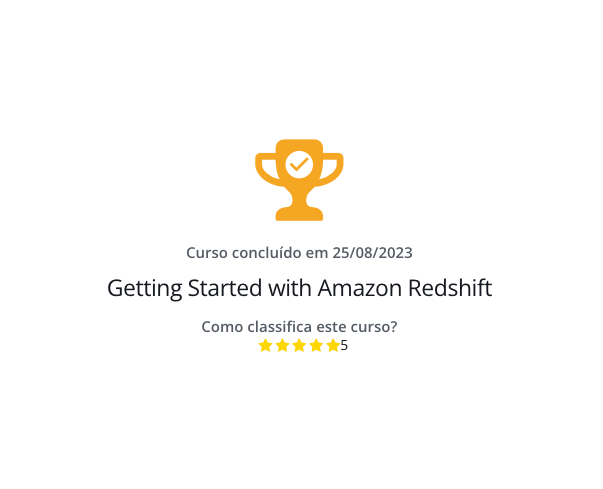 Curso concluído em 25/08/2023
Getting Started with Amazon Redshift
Como classifica este curso?
5